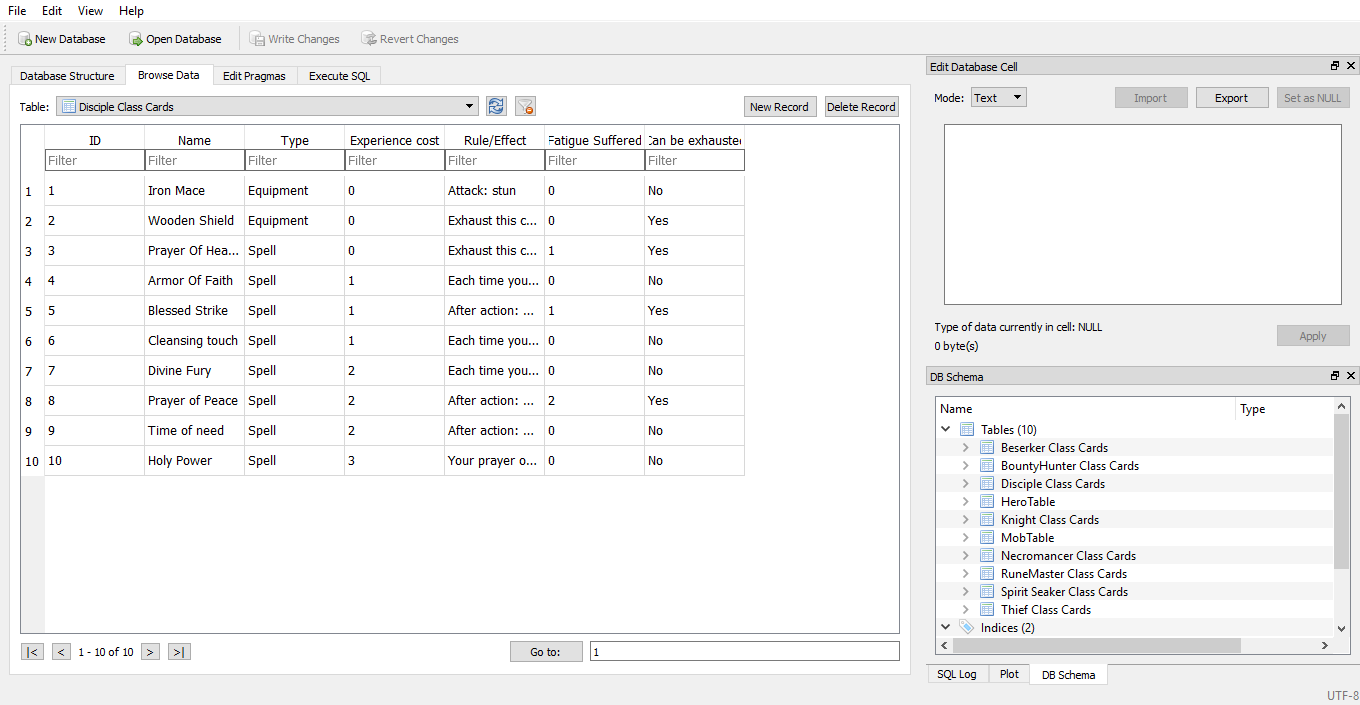 File Edit View Help
New Database Open Database Write Changes Revert Changes
Database Structure Browse Data Edit Pragmas Execute SQL
Table: Disciple Class Cards New Record Delete Record
ID Name Type Experience cost Rule/Effect Fatigue Suffered Can be exhausted
Filter Filter Filter Filter Filter Filter Filter
1 1 Iron Mace Equipment 0 Attack: stun 0 No
2 2 Wooden Shield Equipment 0 Exhaust this c... 0 Yes
3 3 Prayer Of Hea... Spell 0 Exhaust this c... 1 Yes
4 4 Armor Of Faith Spell 1 Each time you... 0 No
5 5 Blessed Strike Spell 1 After action: ... 1 Yes
6 6 Cleansing touch Spell 1 Each time you... 0 No
7 7 Divine Fury Spell 2 Each time you... 0 No
8 8 Prayer of Peace Spell 2 After action: ... 2 Yes
9 9 Time of need Spell 2 After action: ... 0 No
10 10 Holy Power Spell 3 Your prayer o... 0 No
|< < 1 - 10 of 10 > >| Go to: 1
Edit Database Cell
Mode: Text Import Export Set as NULL
Type of data currently in cell: NULL
0 byte(s)
Apply
DB Schema
Name Type
Tables (10)
Beserker Class Cards
BountyHunter Class Cards
Disciple Class Cards
HeroTable
Knight Class Cards
MobTable
Necromancer Class Cards
RuneMaster Class Cards
Spirit Seaker Class Cards
Thief Class Cards
Indices (2)
SQL Log Plot DB Schema
UTF-8